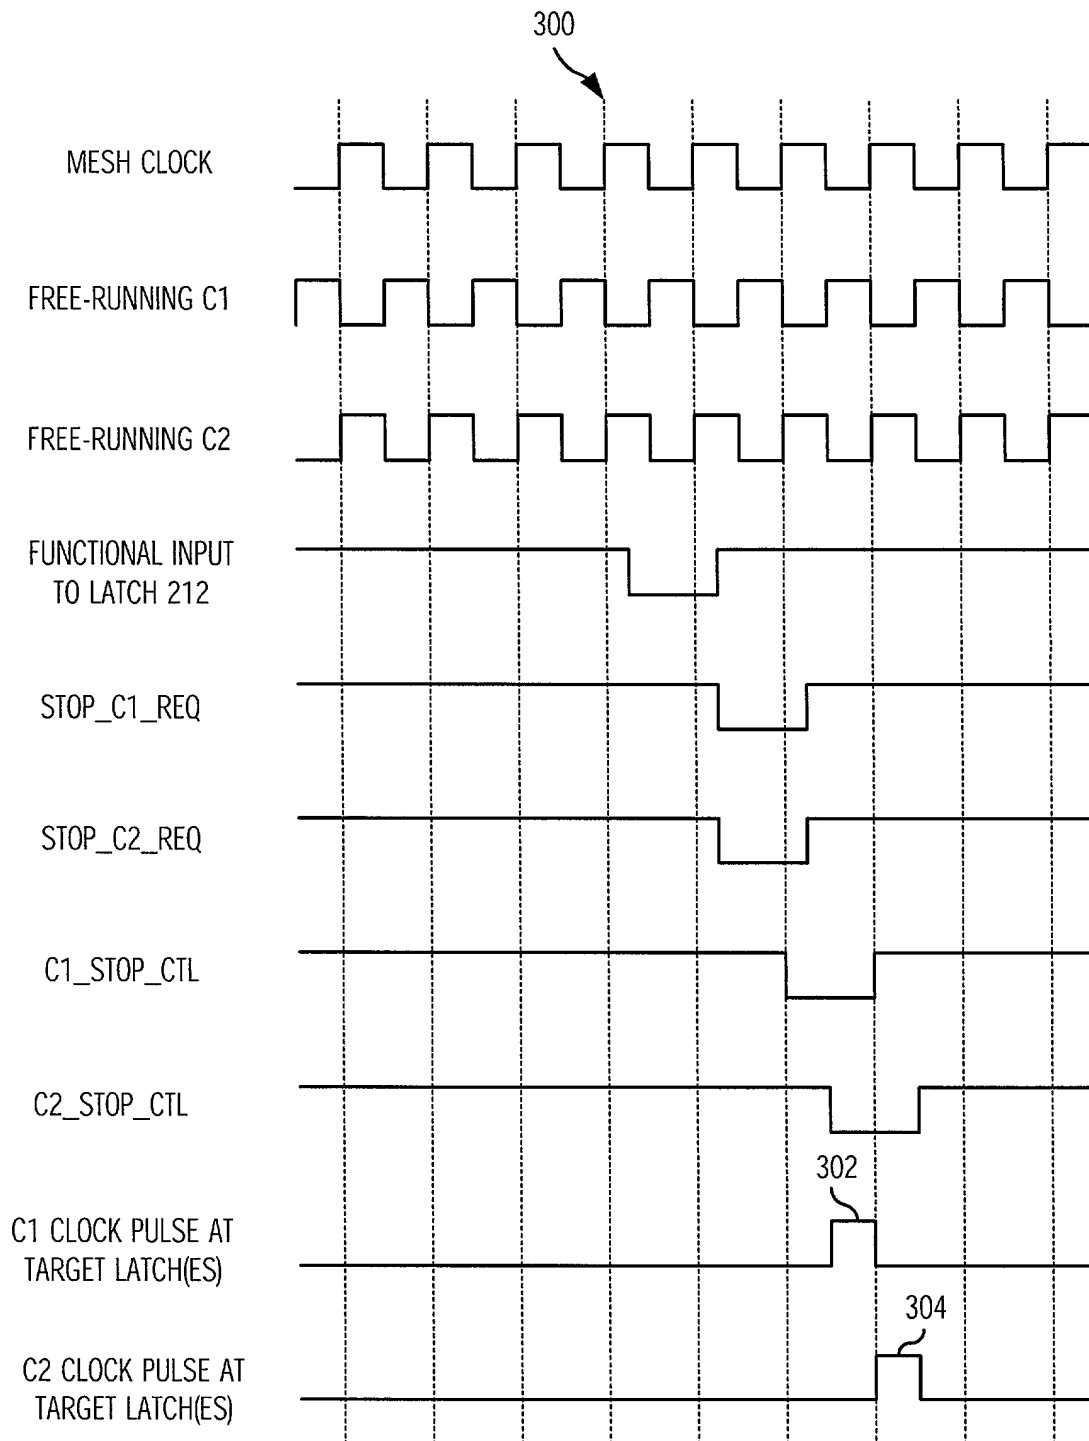 300
MESH CLOCK
FREE-RUNNING C1
FREE-RUNNING C2
FUNCTIONAL INPUT
TO LATCH 212
STOP_C1_REQ
STOP_C2_REQ
C1_STOP_CTL
C2_STOP_CTL
302
C1 CLOCK PULSE AT
TARGET LATCH(ES)
304
C2 CLOCK PULSE AT
TARGET LATCH(ES)